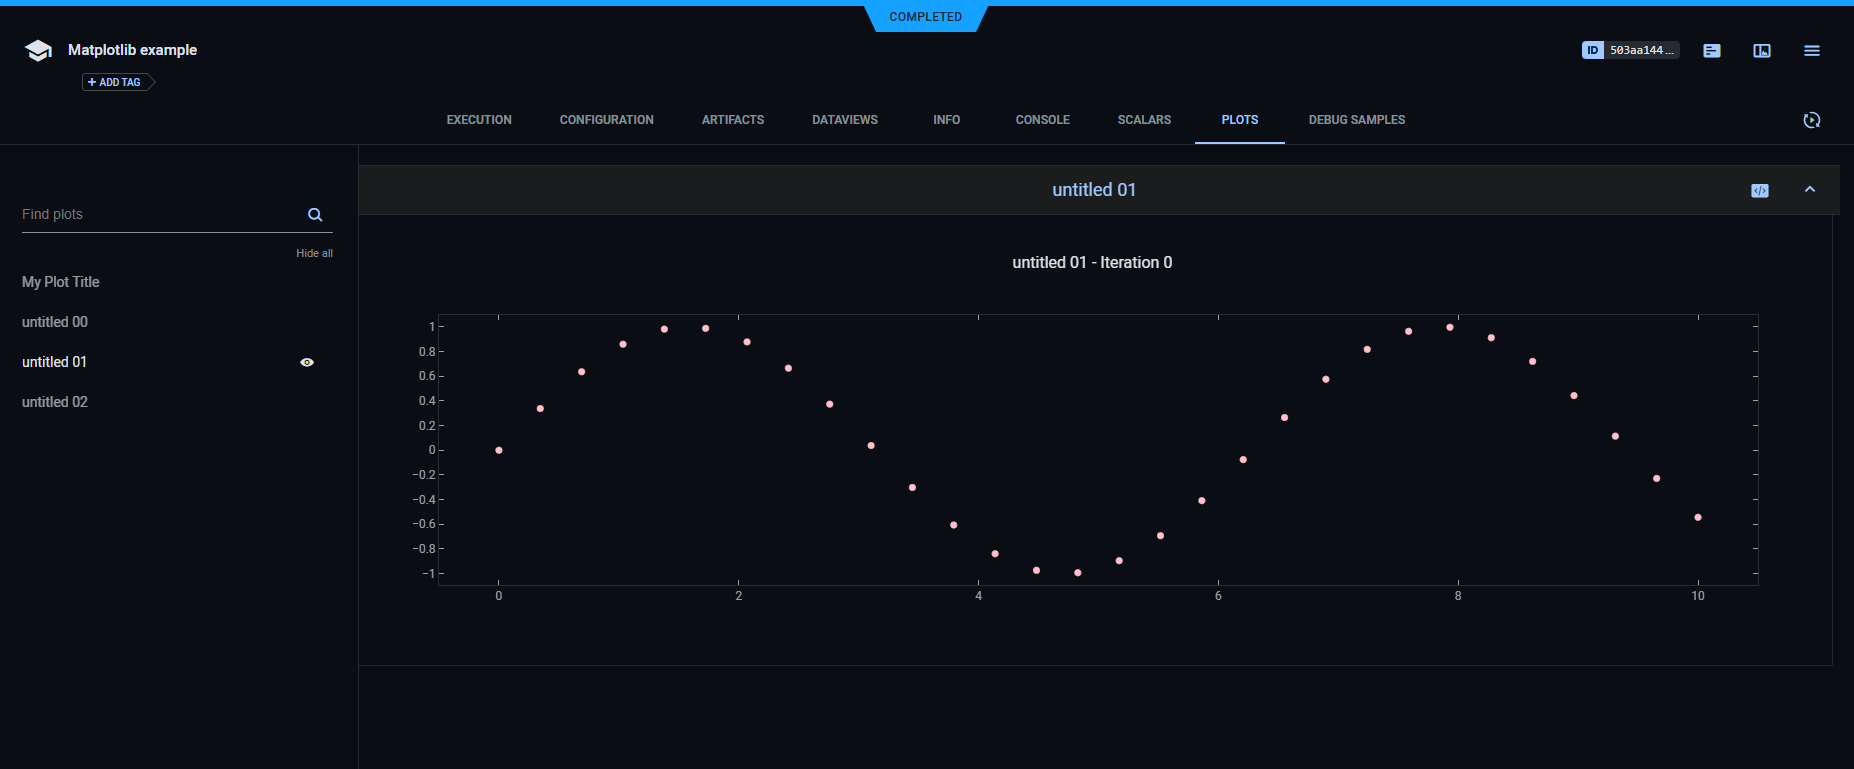 COMPLETED
Matplotlib example
ID 503aa144 ...
+ ADD TAG
EXECUTION CONFIGURATION ARTIFACTS DATAVIEWS INFO CONSOLE SCALARS PLOTS DEBUG SAMPLES
Find plots
Hide all
My Plot Title
untitled 00
untitled 01
untitled 02
untitled 01
untitled 01 - Iteration 0
1
0.8
0.6
0.4
0.2
0
−0.2
−0.4
−0.6
−0.8
−1
0 2 4 6 8 10